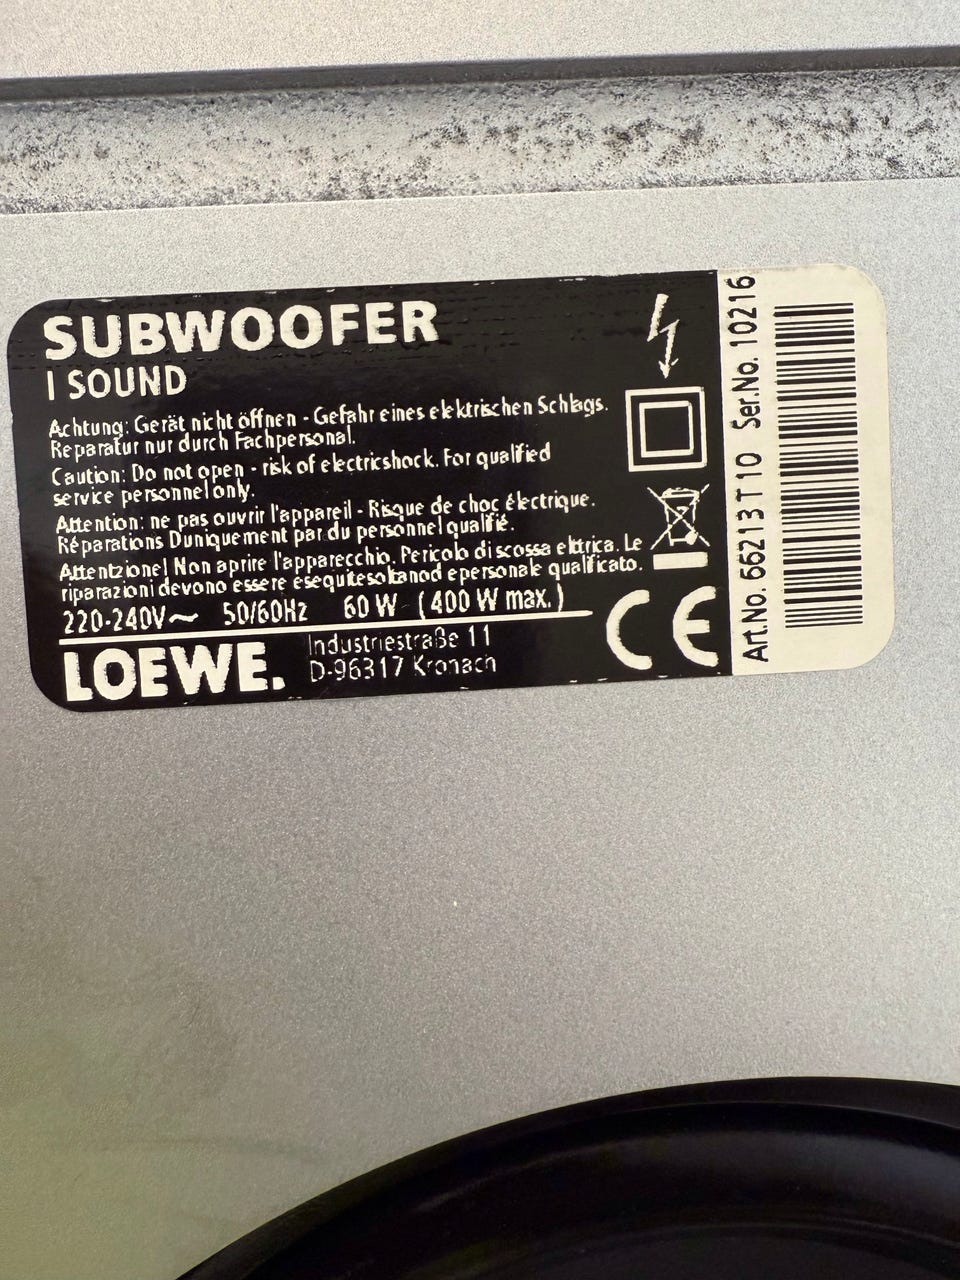 SUBWOOFER
I SOUND
Achtung: Gerät nicht öffnen - Gefahr eines elektrischen Schlags.
Reparatur nur durch Fachpersonal.
Caution: Do not open - risk of electricshock. For qualified
service personnel only.
Attention: ne pas ouvrir l'appareil - Risque de choc électrique.
Réparations Duniquement par du personnel qualifié.
Attentzione! Non aprire l'apparecchio. Pericolo di scossa elttrica. Le
riparazioni devono essere esequitesoltanod epersonale qualificato.
220-240V~ 50/60Hz 60 W (400 W max.)
LOEWE.
Industriestraße 11
D-96317 Kronach
CE
Art.No. 66213 T 10 Ser.No. 10216